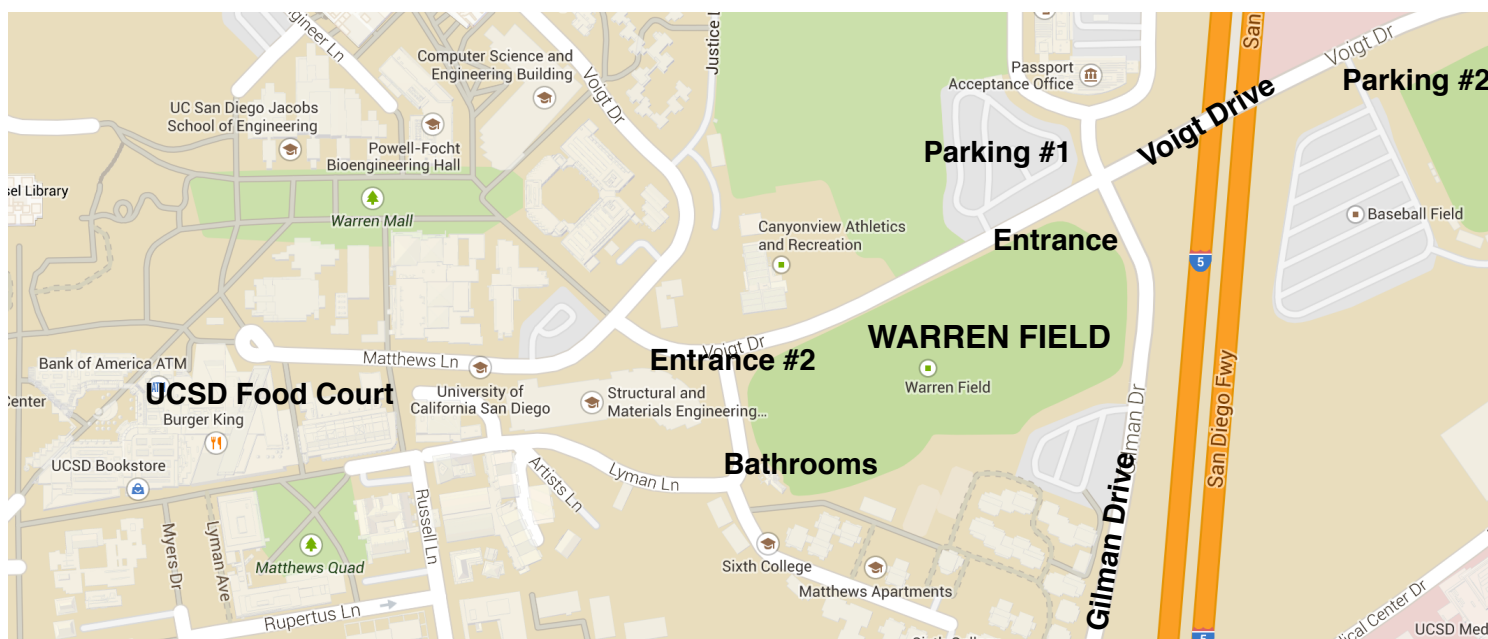 Engineer Ln
Justice
San
Voigt Dr
Computer Science and
Engineering Building
Passport
Acceptance Office
Parking #2
Voigt Dr
Voigt Drive
UC San Diego Jacobs
School of Engineering
Powell-Focht
Bioengineering Hall
Parking #1
Library
Warren Mall
Canyonview Athletics
and Recreation
Entrance
Baseball Field
5
WARREN FIELD
Voigt Dr
Entrance #2
Matthews Ln
Bank of America ATM
Warren Field
UCSD Food Court
Center
University of
California San Diego
Structural and
Materials Engineering...
Burger King
Gilman Dr
San Diego Fwy
UCSD Bookstore
Bathrooms
Lyman Ln
Artists Ln
Russell Ln
Gilman Drive
Myers Dr
Lyman Ave
Matthews Quad
Sixth College
Matthews Apartments
Rupertus Ln
Center Dr
UCSD Med
5